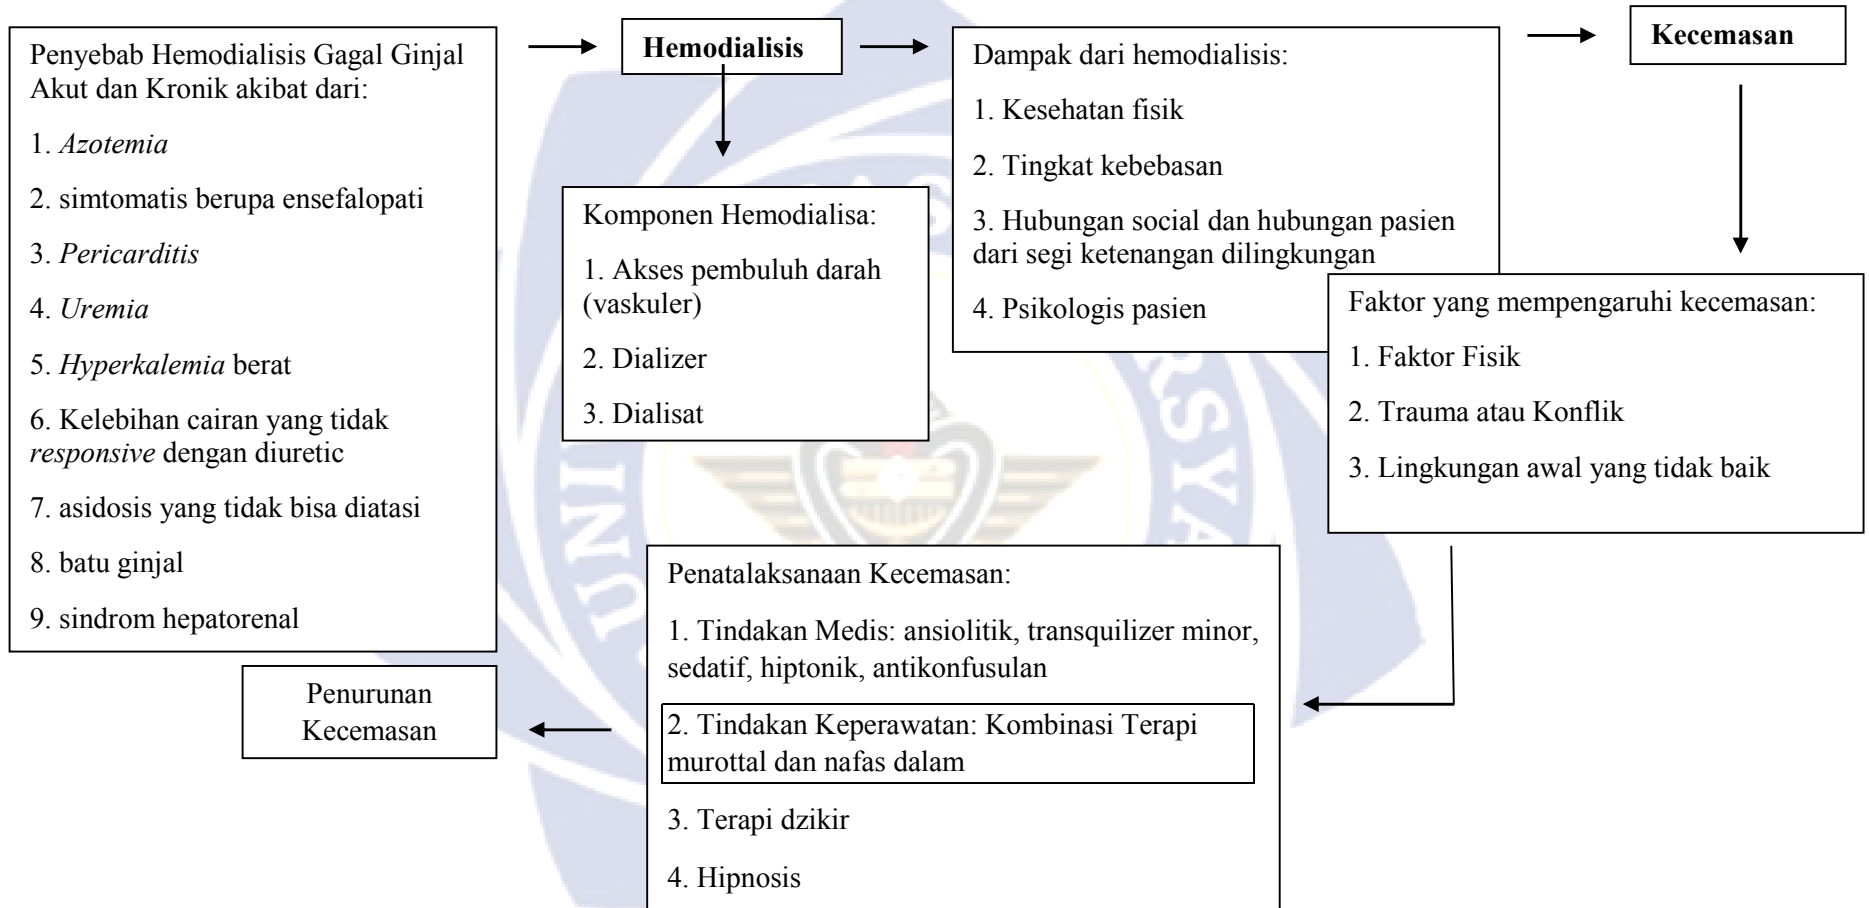 Penyebab Hemodialisis Gagal Ginjal
Akut dan Kronik akibat dari:
1. Azotemia
2. simtomatis berupa ensefalopati
3. Pericarditis
4. Uremia
5. Hyperkalemia berat
6. Kelebihan cairan yang tidak
responsive dengan diuretic
7. asidosis yang tidak bisa diatasi
8. batu ginjal
9. sindrom hepatorenal
Hemodialisis
Komponen Hemodialisa:
1. Akses pembuluh darah
(vaskuler)
2. Dializer
3. Dialisat
Dampak dari hemodialisis:
1. Kesehatan fisik
2. Tingkat kebebasan
3. Hubungan social dan hubungan pasien
dari segi ketenangan dilingkungan
4. Psikologis pasien
Kecemasan
Faktor yang mempengaruhi kecemasan:
1. Faktor Fisik
2. Trauma atau Konflik
3. Lingkungan awal yang tidak baik
Penatalaksanaan Kecemasan:
1. Tindakan Medis: ansiolitik, transquilizer minor,
sedatif, hiptonik, antikonfusulan
2. Tindakan Keperawatan: Kombinasi Terapi
murottal dan nafas dalam
3. Terapi dzikir
4. Hipnosis
Penurunan
Kecemasan